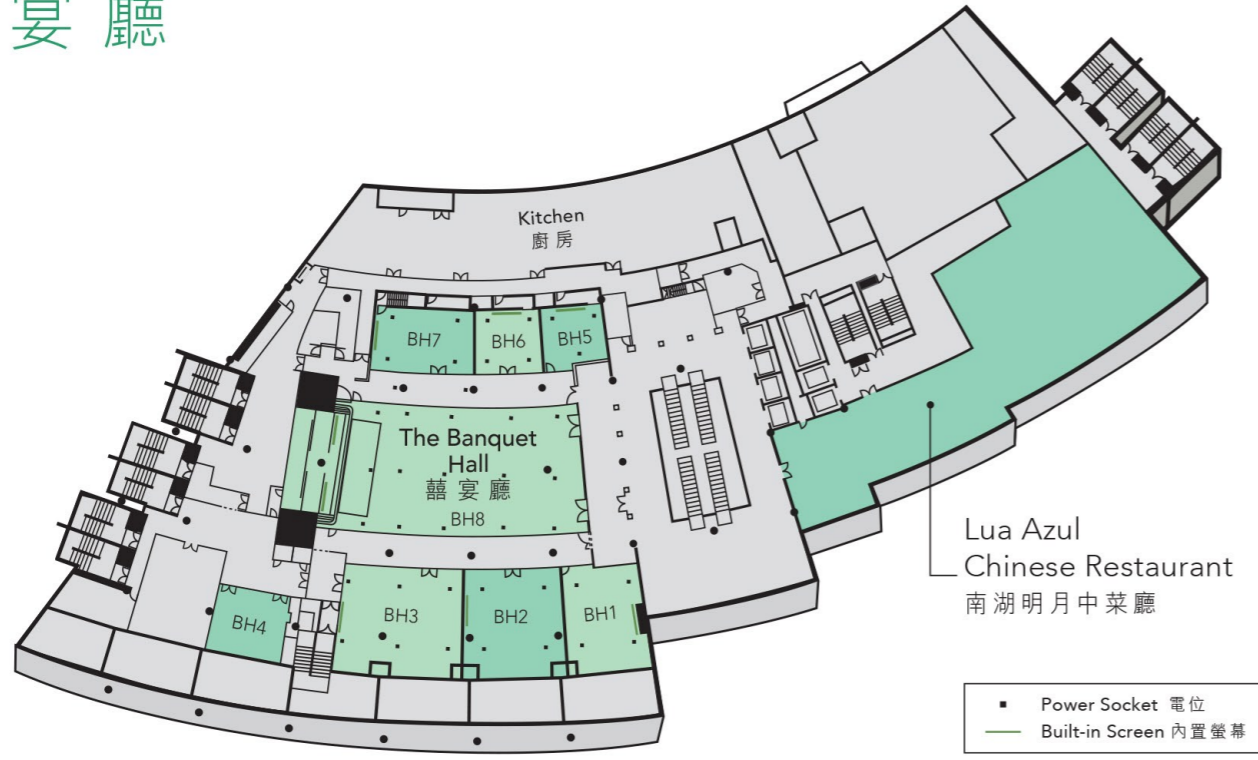 宴 廳
Kitchen
廚房
BH7
BH6
BH5
The Banquet
Hall
囍宴廳
BH8
BH4
BH3
BH2
BH1
Lua Azul
Chinese Restaurant
南湖明月中菜廳
Power Socket 電位
Built-in Screen 內置螢幕